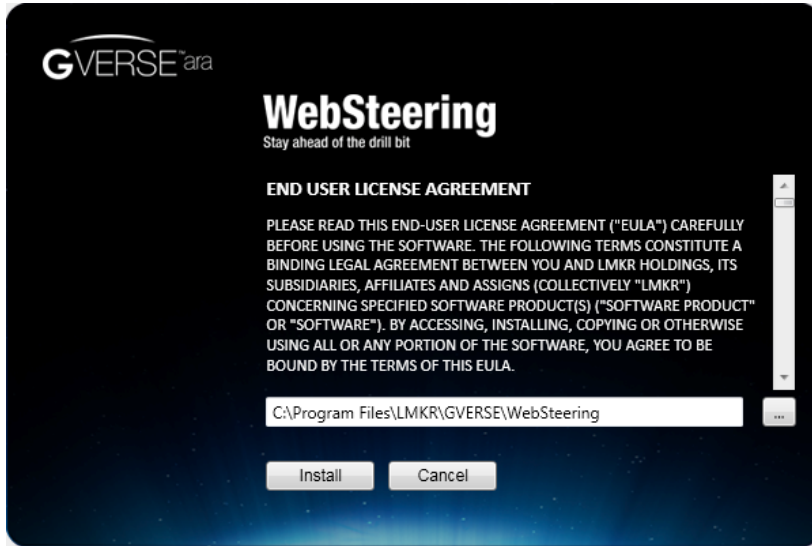 GVERSE™ara
WebSteering
Stay ahead of the drill bit
END USER LICENSE AGREEMENT
PLEASE READ THIS END-USER LICENSE AGREEMENT ("EULA") CAREFULLY
BEFORE USING THE SOFTWARE. THE FOLLOWING TERMS CONSTITUTE A
BINDING LEGAL AGREEMENT BETWEEN YOU AND LMKR HOLDINGS, ITS
SUBSIDIARIES, AFFILIATES AND ASSIGNS (COLLECTIVELY "LMKR")
CONCERNING SPECIFIED SOFTWARE PRODUCT(S) ("SOFTWARE PRODUCT"
OR "SOFTWARE"). BY ACCESSING, INSTALLING, COPYING OR OTHERWISE
USING ALL OR ANY PORTION OF THE SOFTWARE, YOU AGREE TO BE
BOUND BY THE TERMS OF THIS EULA.
C:\Program Files\LMKR\GVERSE\WebSteering
...
Install Cancel